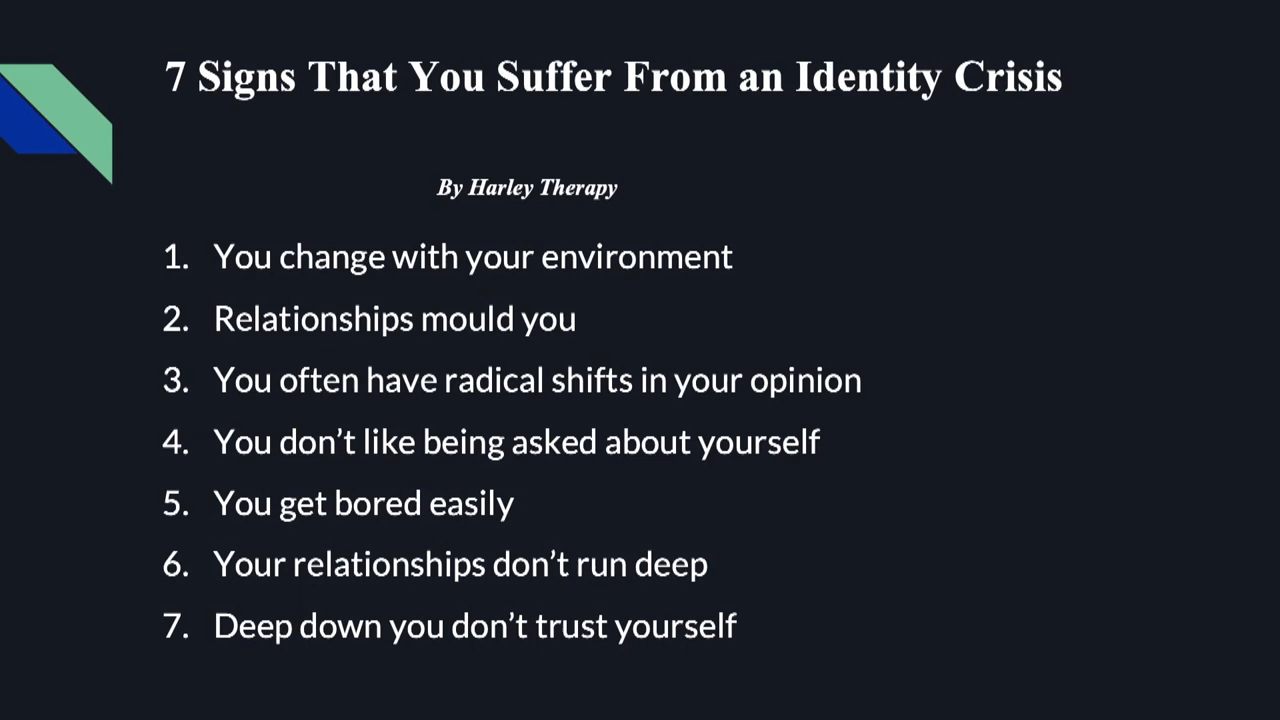 7 Signs That You Suffer From an Identity Crisis
By Harley Therapy
1. You change with your environment
2. Relationships mould you
3. You often have radical shifts in your opinion
4. You don’t like being asked about yourself
5. You get bored easily
6. Your relationships don’t run deep
7. Deep down you don’t trust yourself